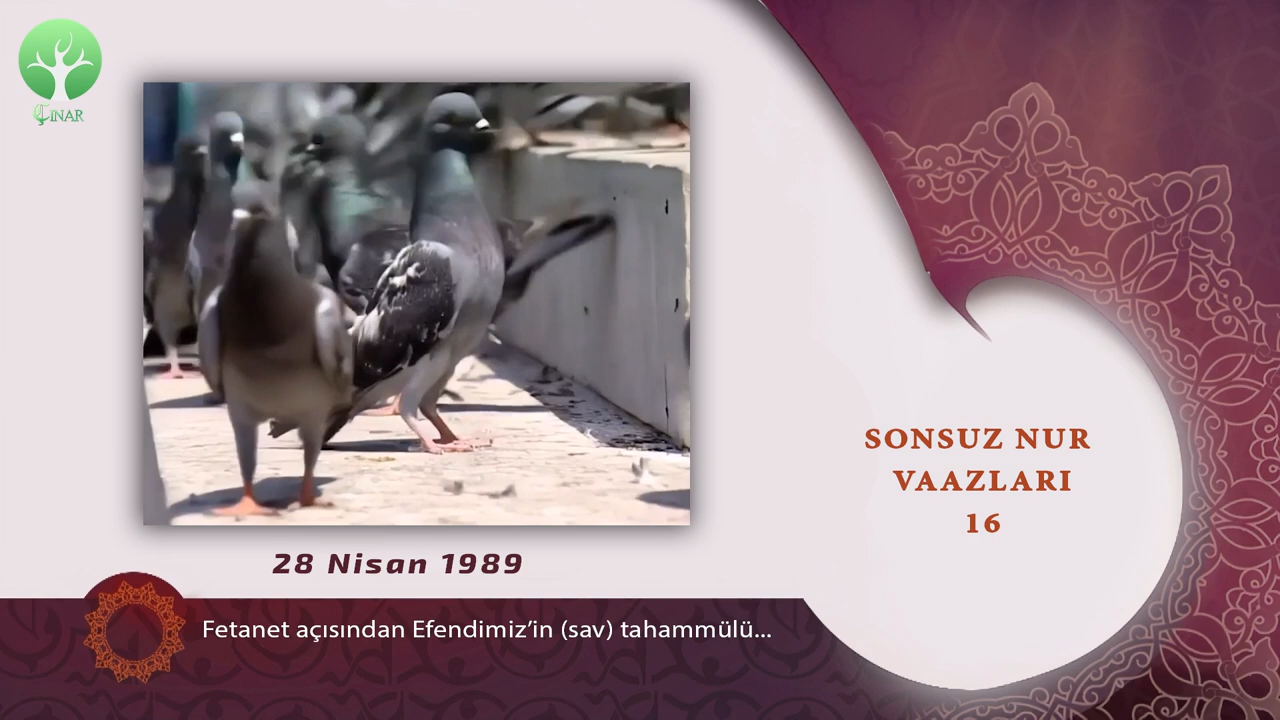 ÇINAR
SONSUZ NUR
VAAZLARI
16
28 Nisan 1989
Fetanet açısından Efendimiz’in (sav) tahammülü...